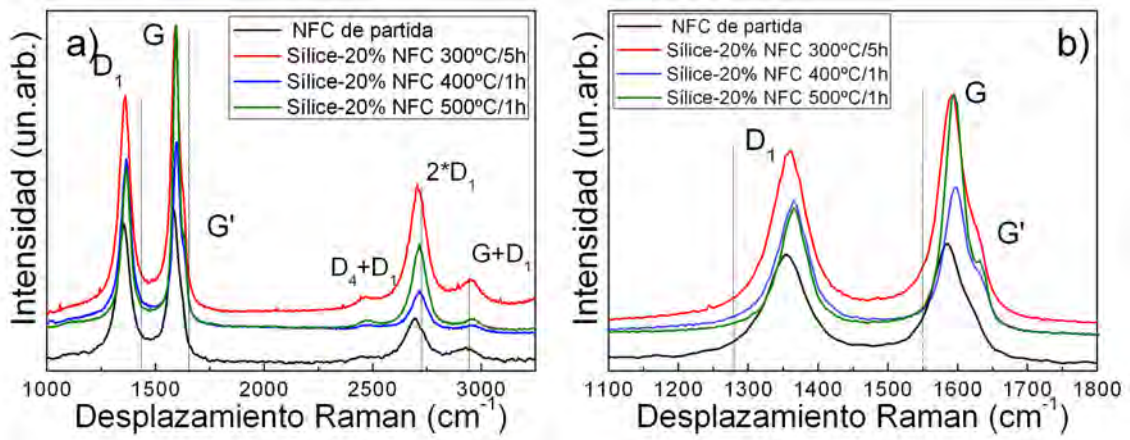 a)
D₁
G
G'
D₄+D₁
2*D₁
G+D₁
NFC de partida
Sílice-20% NFC 300ºC/5h
Sílice-20% NFC 400ºC/1h
Sílice-20% NFC 500ºC/1h
Intensidad (un.arb.)
1000 1500 2000 2500 3000
Desplazamiento Raman (cm⁻¹)
b)
NFC de partida
Sílice-20% NFC 300ºC/5h
Sílice-20% NFC 400ºC/1h
Sílice-20% NFC 500ºC/1h
D₁
G
G'
Intensidad (un.arb.)
1100 1200 1300 1400 1500 1600 1700 1800
Desplazamiento Raman (cm⁻¹)